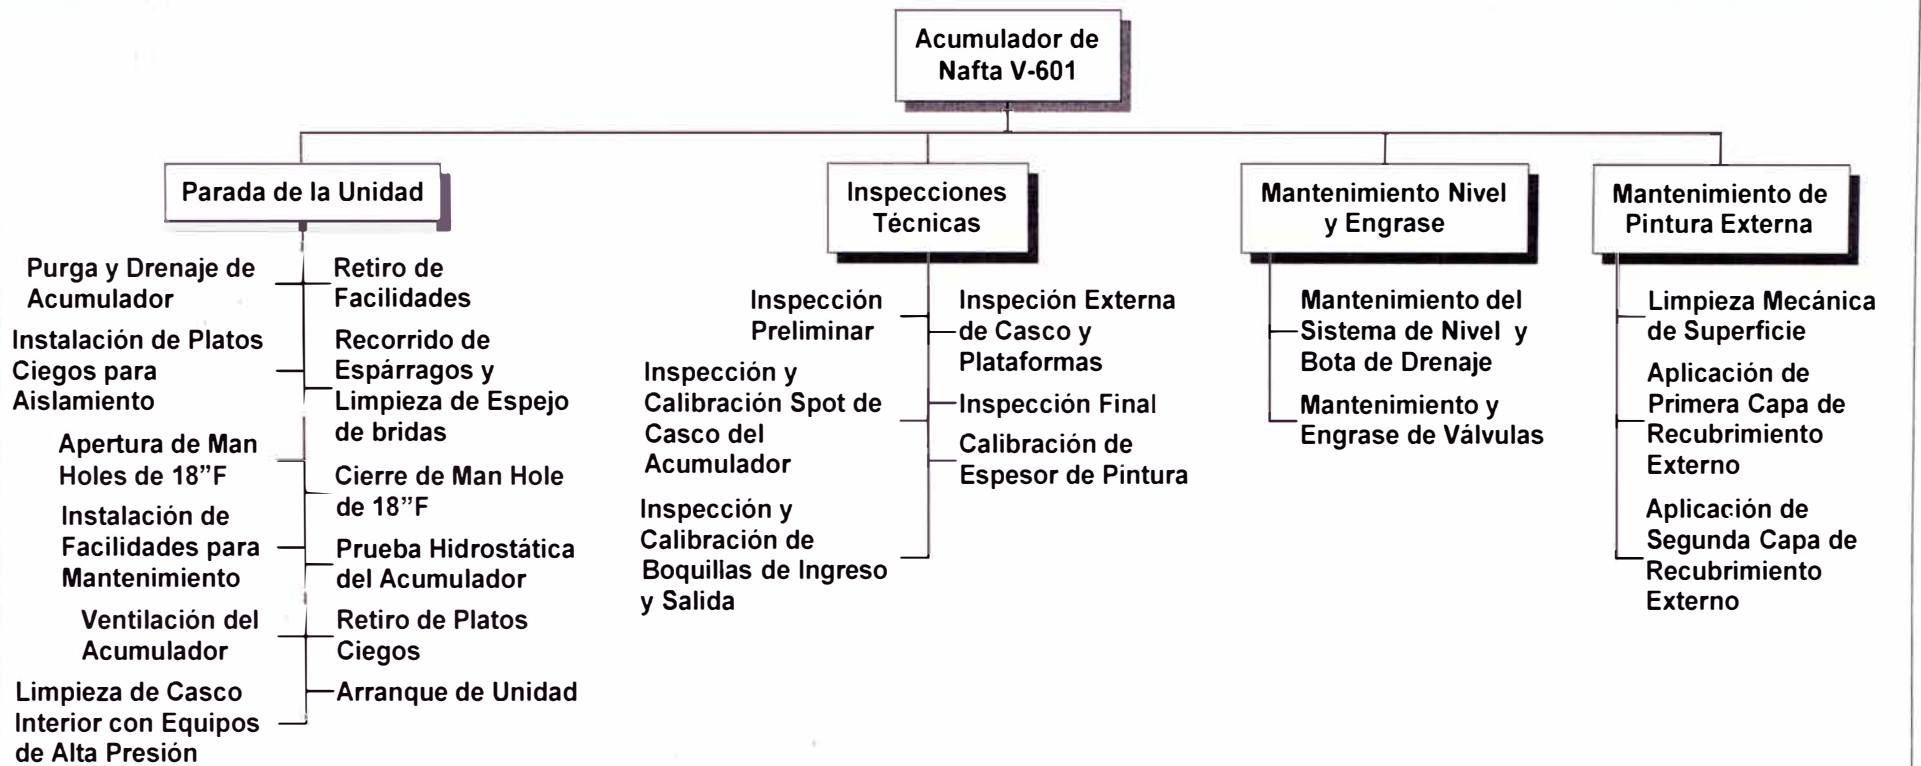 Acumulador de
Nafta V-601
Parada de la Unidad
Purga y Drenaje de
Acumulador
Instalación de Platos
Ciegos para
Aislamiento
Apertura de Man
Holes de 18”F
Instalación de
Facilidades para
Mantenimiento
Ventilación del
Acumulador
Limpieza de Casco
Interior con Equipos
de Alta Presión
Retiro de
Facilidades
Recorrido de
Espárragos y
Limpieza de Espejo
de bridas
Cierre de Man Hole
de 18”F
Prueba Hidrostática
del Acumulador
Retiro de Platos
Ciegos
Arranque de Unidad
Inspecciones
Técnicas
Inspección
Preliminar
Inspección y
Calibración Spot de
Casco del
Acumulador
Inspección y
Calibración de
Boquillas de Ingreso
y Salida
Inspeción Externa
de Casco y
Plataformas
Inspección Final
Calibración de
Espesor de Pintura
Mantenimiento Nivel
y Engrase
Mantenimiento del
Sistema de Nivel y
Bota de Drenaje
Mantenimiento y
Engrase de Válvulas
Mantenimiento de
Pintura Externa
Limpieza Mecánica
de Superficie
Aplicación de
Primera Capa de
Recubrimiento
Externo
Aplicación de
Segunda Capa de
Recubrimiento
Externo